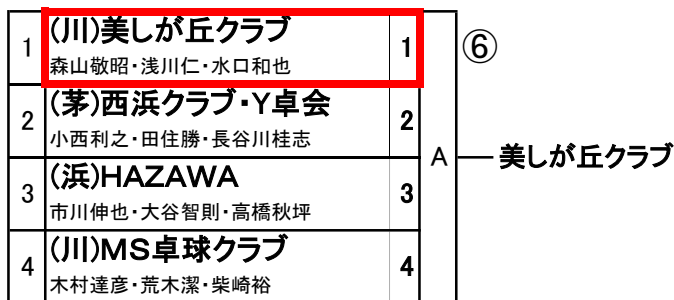 1 (川)美しが丘クラブ 1 ⑥
森山敬昭・浅川仁・水口和也
2 (茅)西浜クラブ・Y卓会 2
小西利之・田住勝・長谷川桂志
A 美しが丘クラブ
3 (浜)HAZAWA 3
市川伸也・大谷智則・高橋秋坪
4 (川)MS卓球クラブ 4
木村達彦・荒木潔・柴崎裕